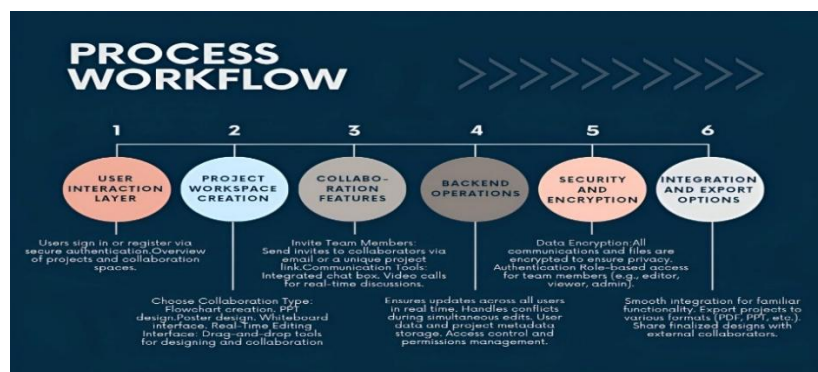 PROCESS
WORKFLOW
1
2
3
4
5
6
USER
INTERACTION
LAYER
PROJECT
WORKSPACE
CREATION
COLLABO-
RATION
FEATURES
BACKEND
OPERATIONS
SECURITY
AND
ENCRYPTION
INTEGRATION
AND EXPORT
OPTIONS
Users sign in or register via
secure authentication.Overview
of projects and collaboration
spaces.
Choose Collaboration Type:
Flowchart creation. PPT
design.Poster design. Whiteboard
interface. Real-Time Editing
Interface: Drag-and-drop tools
for designing and collaboration
Invite Team Members:
Send invites to collaborators via
email or a unique project
link.Communication Tools:
Integrated chat box. Video calls
for real-time discussions.
Ensures updates across all users
in real time. Handles conflicts
during simultaneous edits. User
data and project metadata
storage. Access control and
permissions management.
Data Encryption:All
communications and files are
encrypted to ensure privacy.
Authentication Role-based access
for team members (e.g., editor,
viewer, admin).
Smooth integration for familiar
functionality. Export projects to
various formats (PDF, PPT, etc.).
Share finalized designs with
external collaborators.